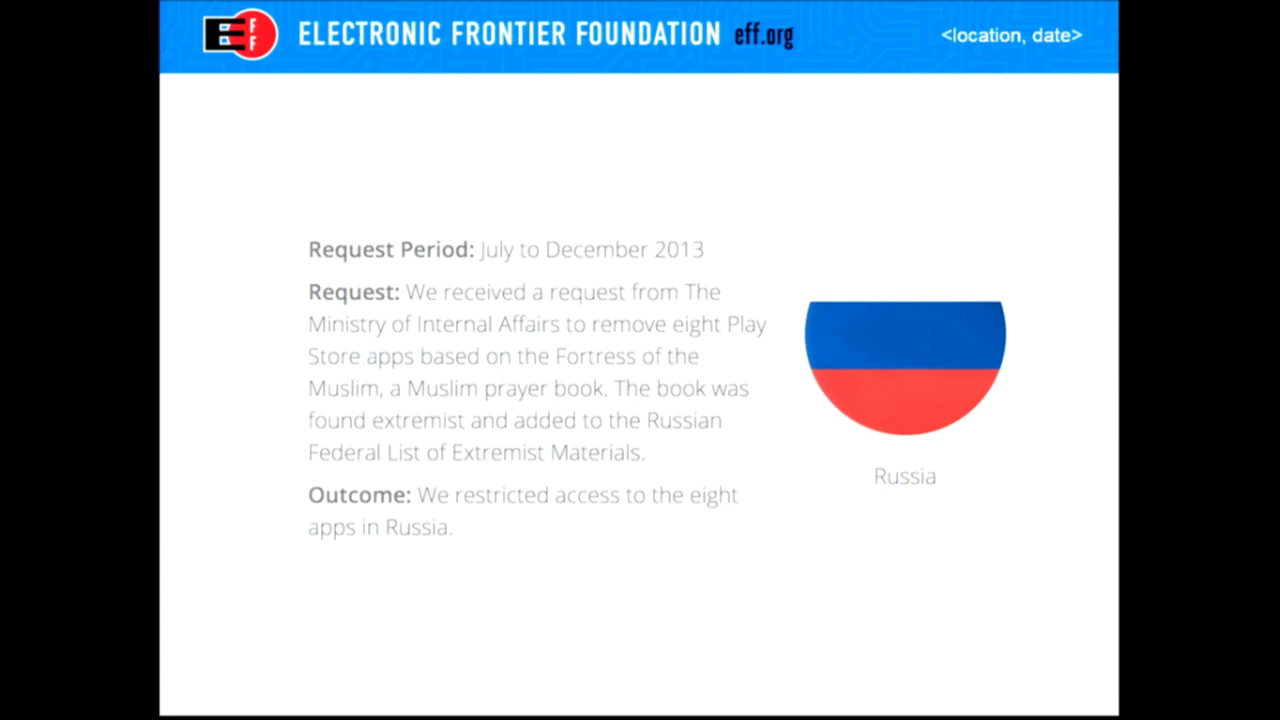 EFF ELECTRONIC FRONTIER FOUNDATION eff.org <location, date>
Request Period: July to December 2013
Request: We received a request from The
Ministry of Internal Affairs to remove eight Play
Store apps based on the Fortress of the
Muslim, a Muslim prayer book. The book was
found extremist and added to the Russian
Federal List of Extremist Materials.
Outcome: We restricted access to the eight
apps in Russia.
Russia